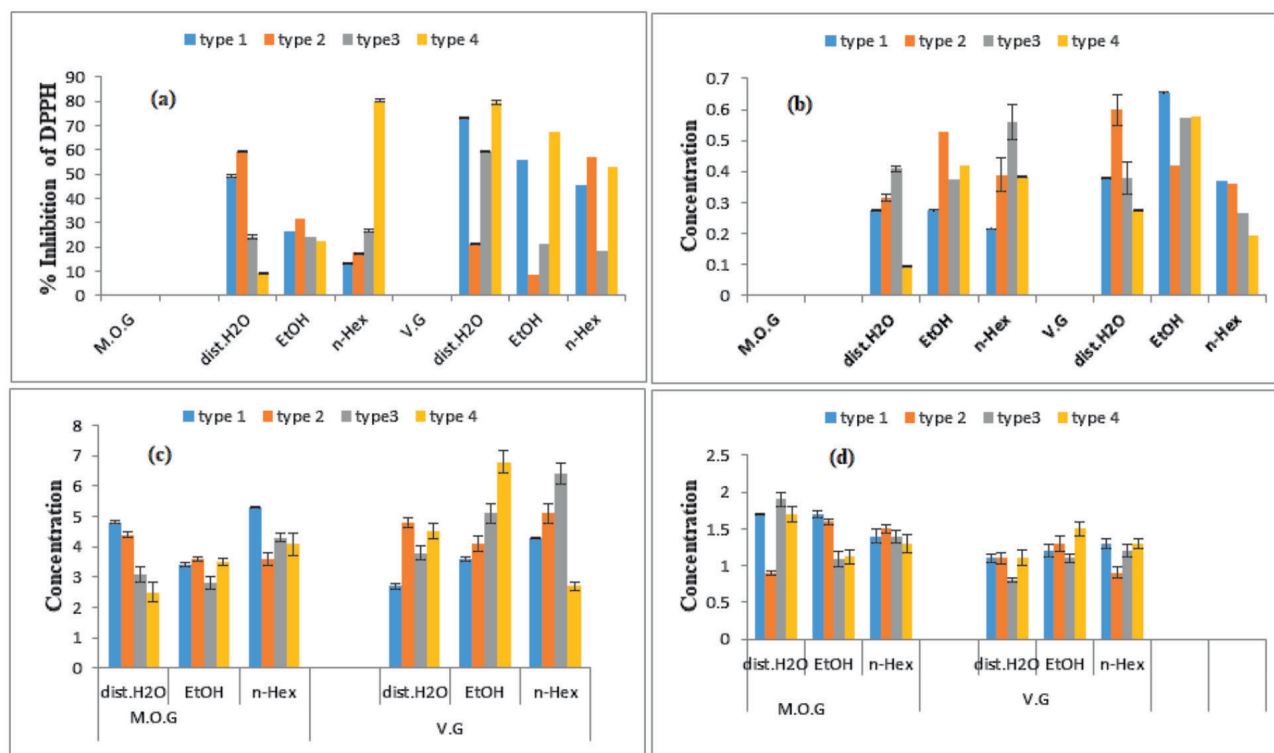 type 1 type 2 type3 type 4
% Inhibition of DPPH
(a)
90
80
70
60
50
40
30
20
10
0
M.O.G dist.H2O EtOH n-Hex V.G dist.H2O EtOH n-Hex
type 1 type 2 type3 type 4
Concentration
(b)
0.7
0.6
0.5
0.4
0.3
0.2
0.1
0
M.O.G dist.H2O EtOH n-Hex V.G dist.H2O EtOH n-Hex
type 1 type 2 type3 type 4
Concentration
(c)
8
7
6
5
4
3
2
1
0
dist.H2O EtOH n-Hex dist.H2O EtOH n-Hex
M.O.G V.G
type 1 type 2 type3 type 4
Concentration
(d)
2.5
2
1.5
1
0.5
0
dist.H2O EtOH n-Hex dist.H2O EtOH n-Hex
M.O.G V.G